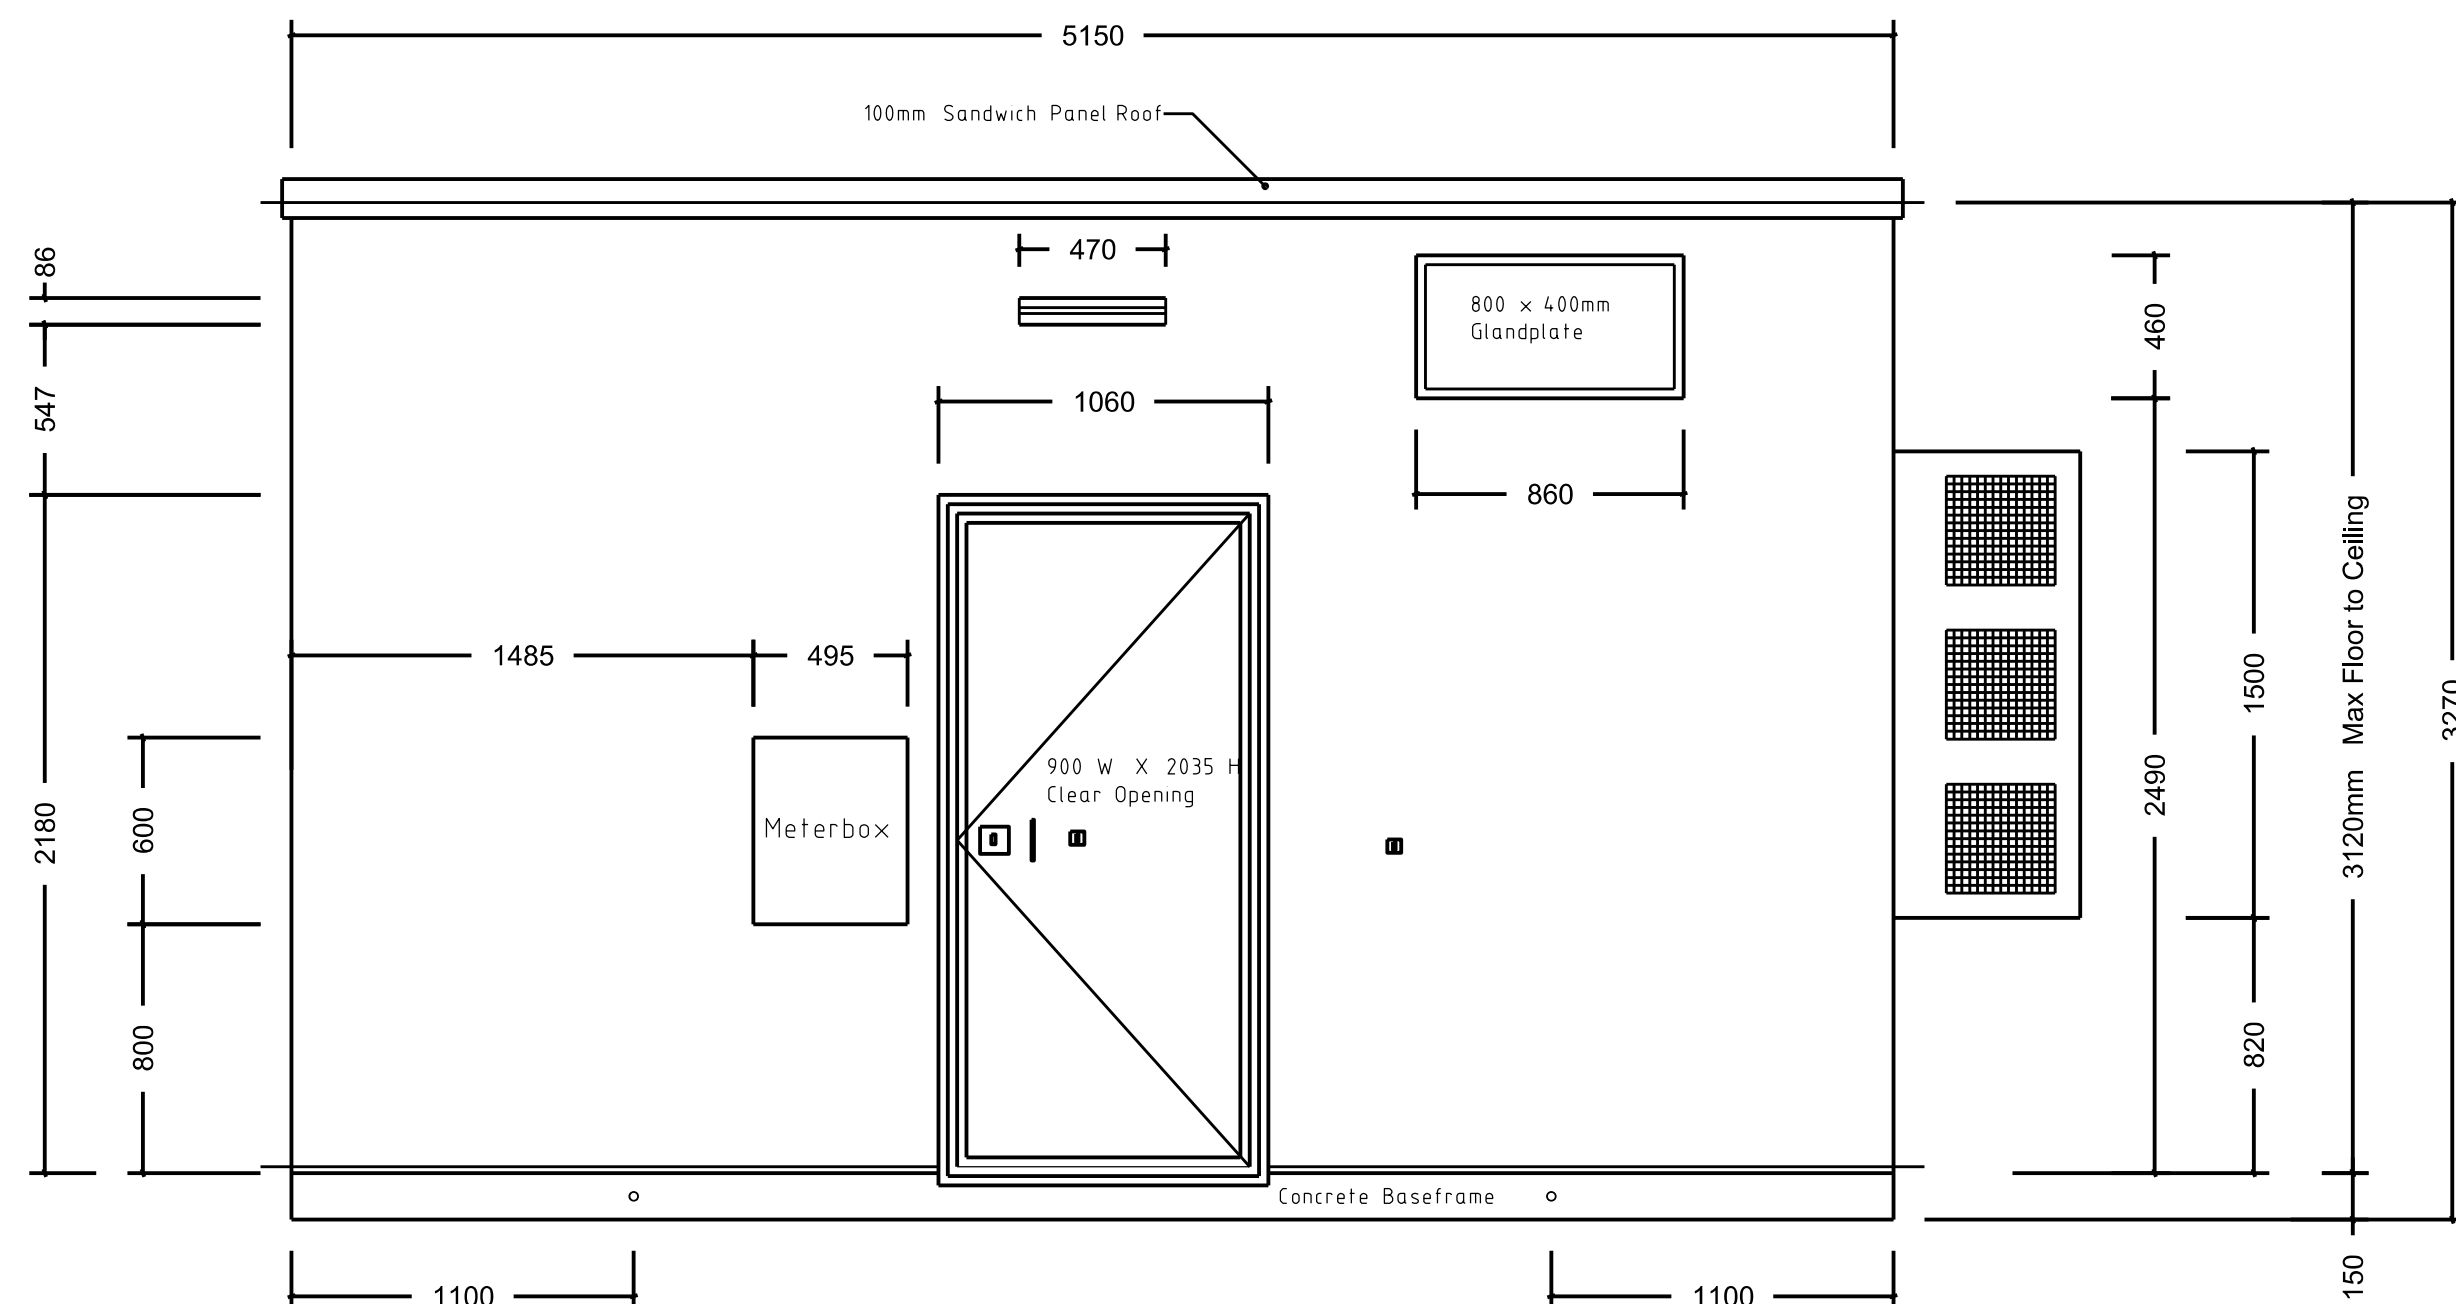 5150
100mm Sandwich Panel Roof
86
470
800 x 400mm
Glandplate
460
547
1060
860
3120mm Max Floor to Ceiling
1485
495
1500
3270
2490
900 W X 2035 H
Clear Opening
2180
600
Meterbox
800
820
Concrete Baseframe
1100
1100
150